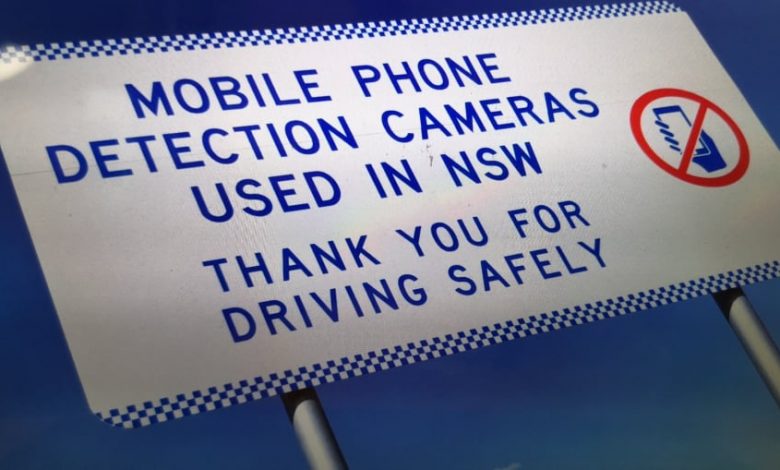 MOBILE PHONE
DETECTION CAMERAS
USED IN NSW
THANK YOU FOR
DRIVING SAFELY